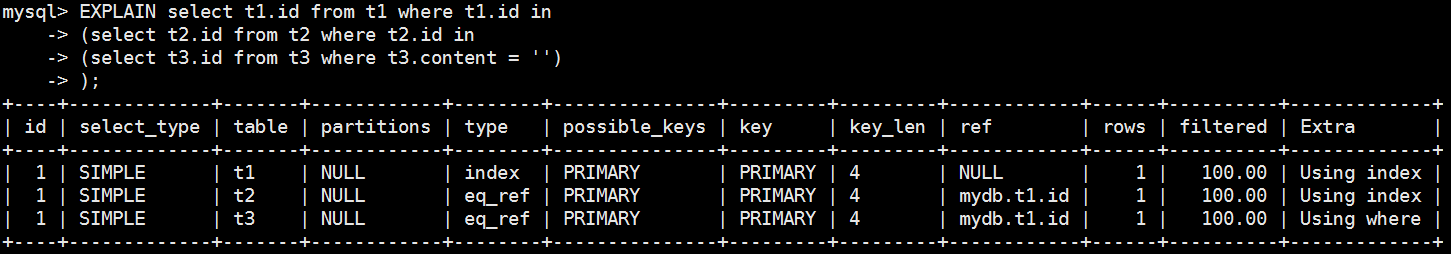 mysql> EXPLAIN select t1.id from t1 where t1.id in
    -> (select t2.id from t2 where t2.id in
    -> (select t3.id from t3 where t3.content = '')
    -> );
+----+-------------+-------+------------+--------+---------------+---------+---------+------------+------+----------+-------------+
| id | select_type | table | partitions | type   | possible_keys | key     | key_len | ref        | rows | filtered | Extra       |
+----+-------------+-------+------------+--------+---------------+---------+---------+------------+------+----------+-------------+
|  1 | SIMPLE      | t1    | NULL       | index  | PRIMARY       | PRIMARY | 4       | NULL       |    1 |   100.00 | Using index |
|  1 | SIMPLE      | t2    | NULL       | eq_ref | PRIMARY       | PRIMARY | 4       | mydb.t1.id |    1 |   100.00 | Using index |
|  1 | SIMPLE      | t3    | NULL       | eq_ref | PRIMARY       | PRIMARY | 4       | mydb.t1.id |    1 |   100.00 | Using where |
+----+-------------+-------+------------+--------+---------------+---------+---------+------------+------+----------+-------------+